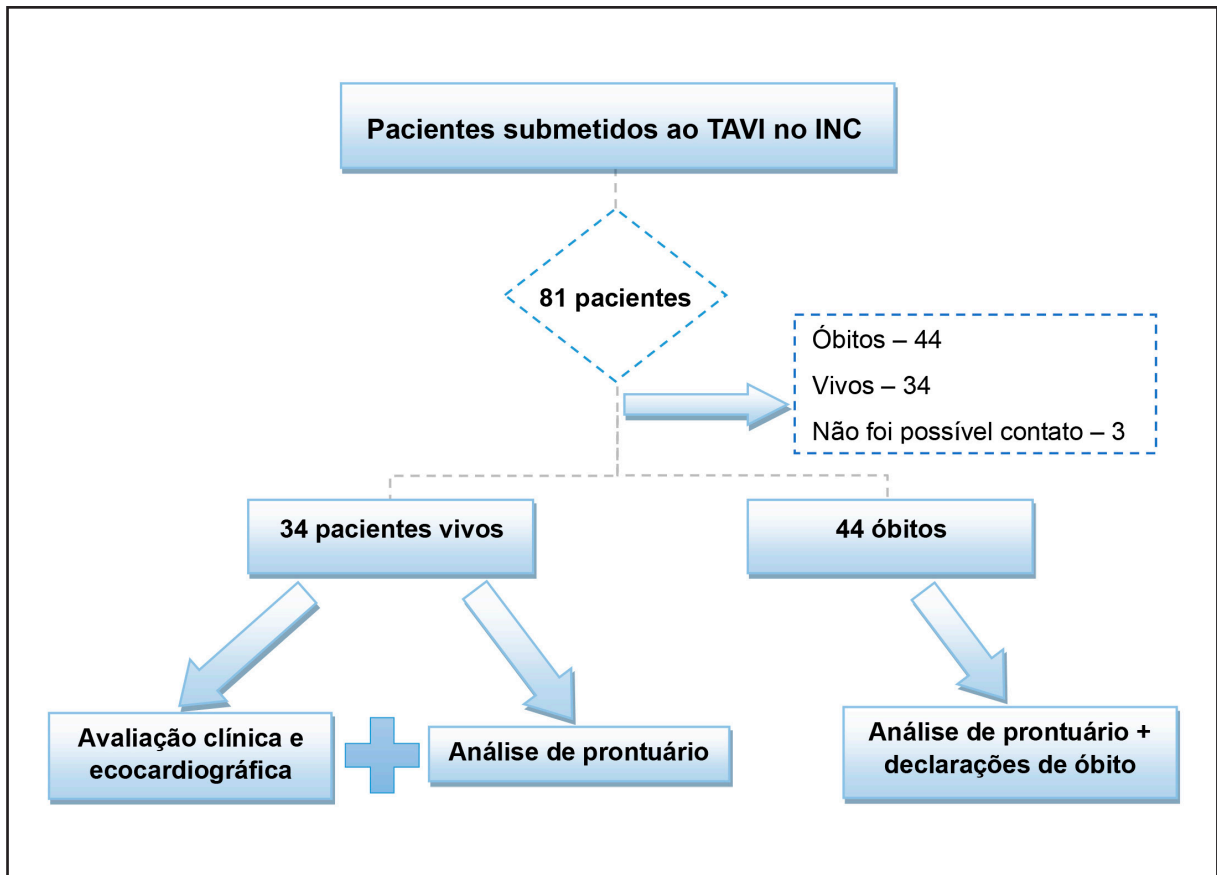 Pacientes submetidos ao TAVI no INC
81 pacientes
Óbitos – 44
Vivos – 34
Não foi possível contato – 3
34 pacientes vivos
44 óbitos
Avaliação clínica e
ecocardiográfica
Análise de prontuário
Análise de prontuário +
declarações de óbito